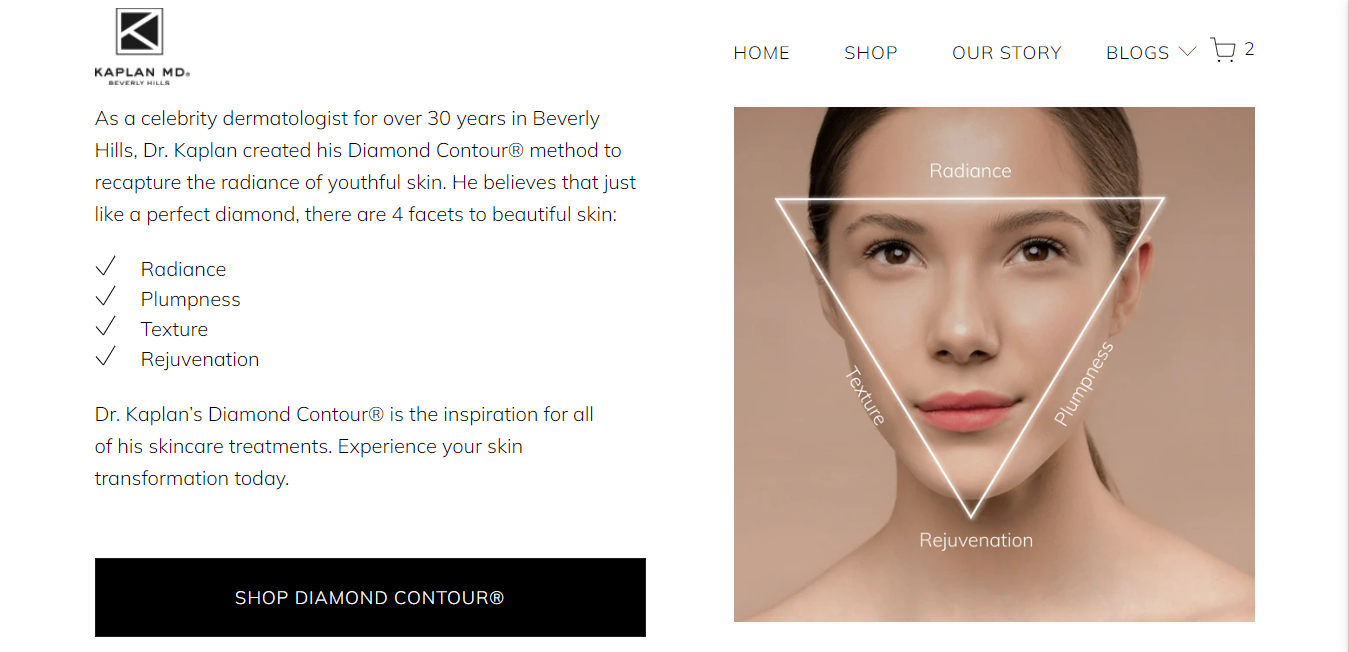 KAPLAN MD®
BEVERLY HILLS
HOME
SHOP
OUR STORY
BLOGS
2
As a celebrity dermatologist for over 30 years in Beverly
Hills, Dr. Kaplan created his Diamond Contour® method to
recapture the radiance of youthful skin. He believes that just
like a perfect diamond, there are 4 facets to beautiful skin:
Radiance
Plumpness
Texture
Rejuvenation
Dr. Kaplan’s Diamond Contour® is the inspiration for all
of his skincare treatments. Experience your skin
transformation today.
SHOP DIAMOND CONTOUR®
Radiance
Texture
Plumpness
Rejuvenation